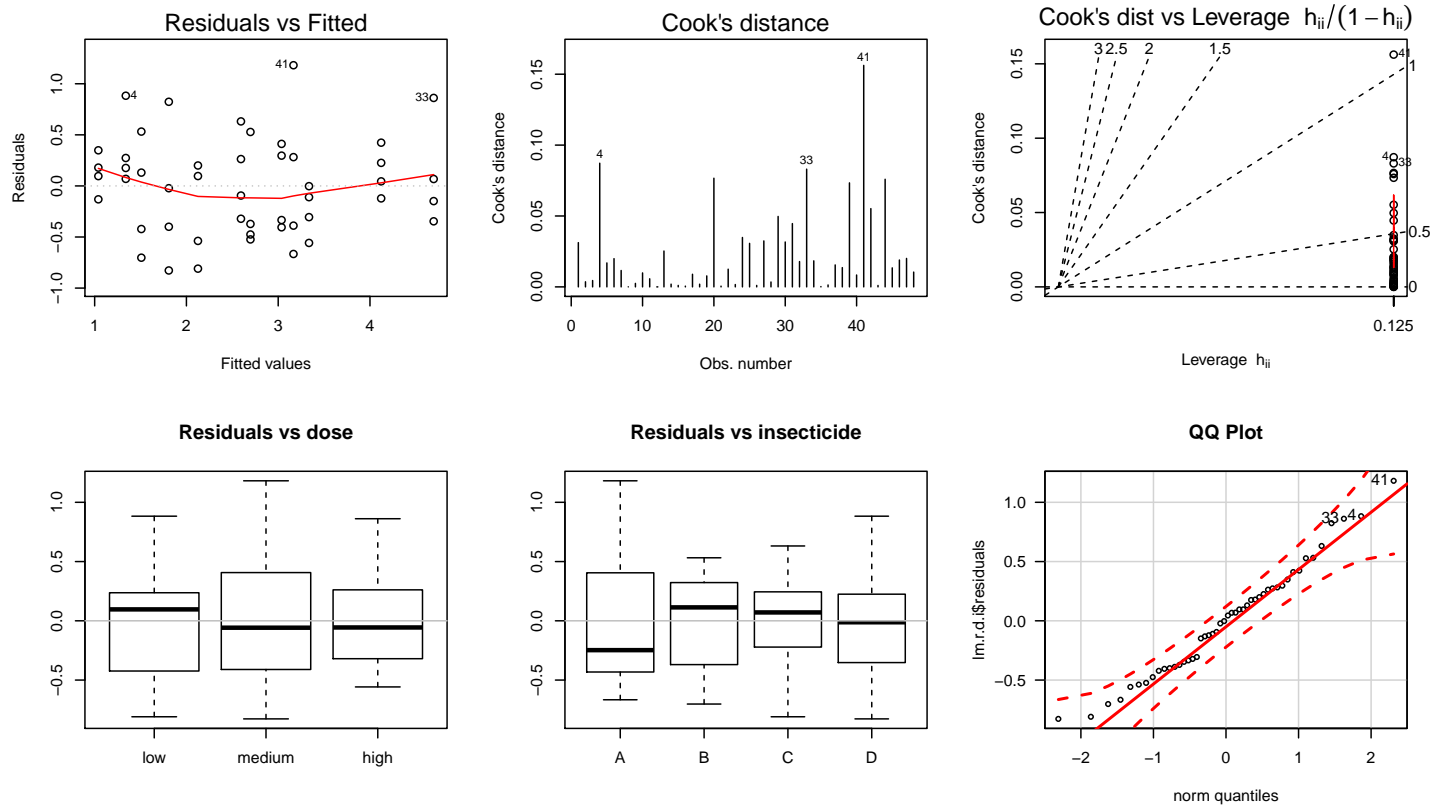 Residuals vs Fitted
Residuals
1.0
0.5
0.0
−0.5
−1.0
4
41
33
1
2
3
4
Fitted values
Cook's distance
Cook's distance
0.15
0.10
0.05
0.00
4
33
41
0
10
20
30
40
Obs. number
Cook's dist vs Leverage hii/(1 − hii)
Cook's distance
0.15
0.10
0.05
0.00
3
2.5
2
1.5
1
0.5
0
41
4
33
0.125
Leverage hii
Residuals vs dose
1.0
0.5
0.0
−0.5
low
medium
high
Residuals vs insecticide
1.0
0.5
0.0
−0.5
A
B
C
D
QQ Plot
lm.r.d.i$residuals
1.0
0.5
0.0
−0.5
41
33
4
−2
−1
0
1
2
norm quantiles